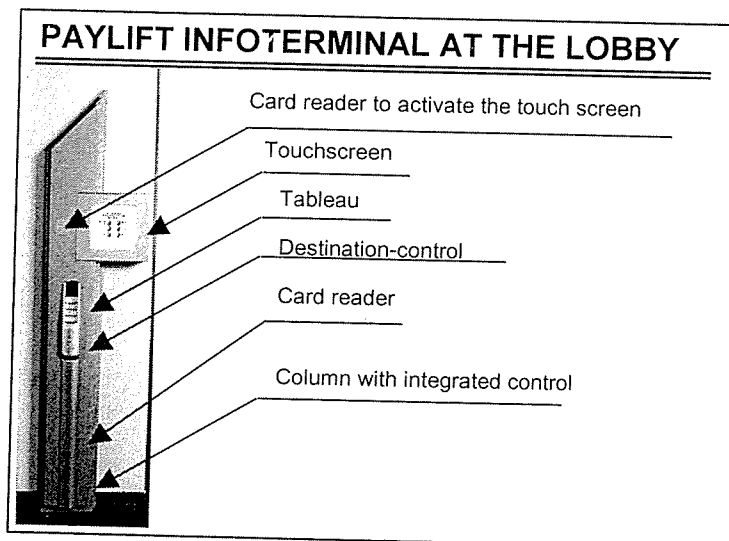 PAYLIFT INFOTERMINAL AT THE LOBBY
Card reader to activate the touch screen
Touchscreen
Tableau
Destination-control
Card reader
Column with integrated control